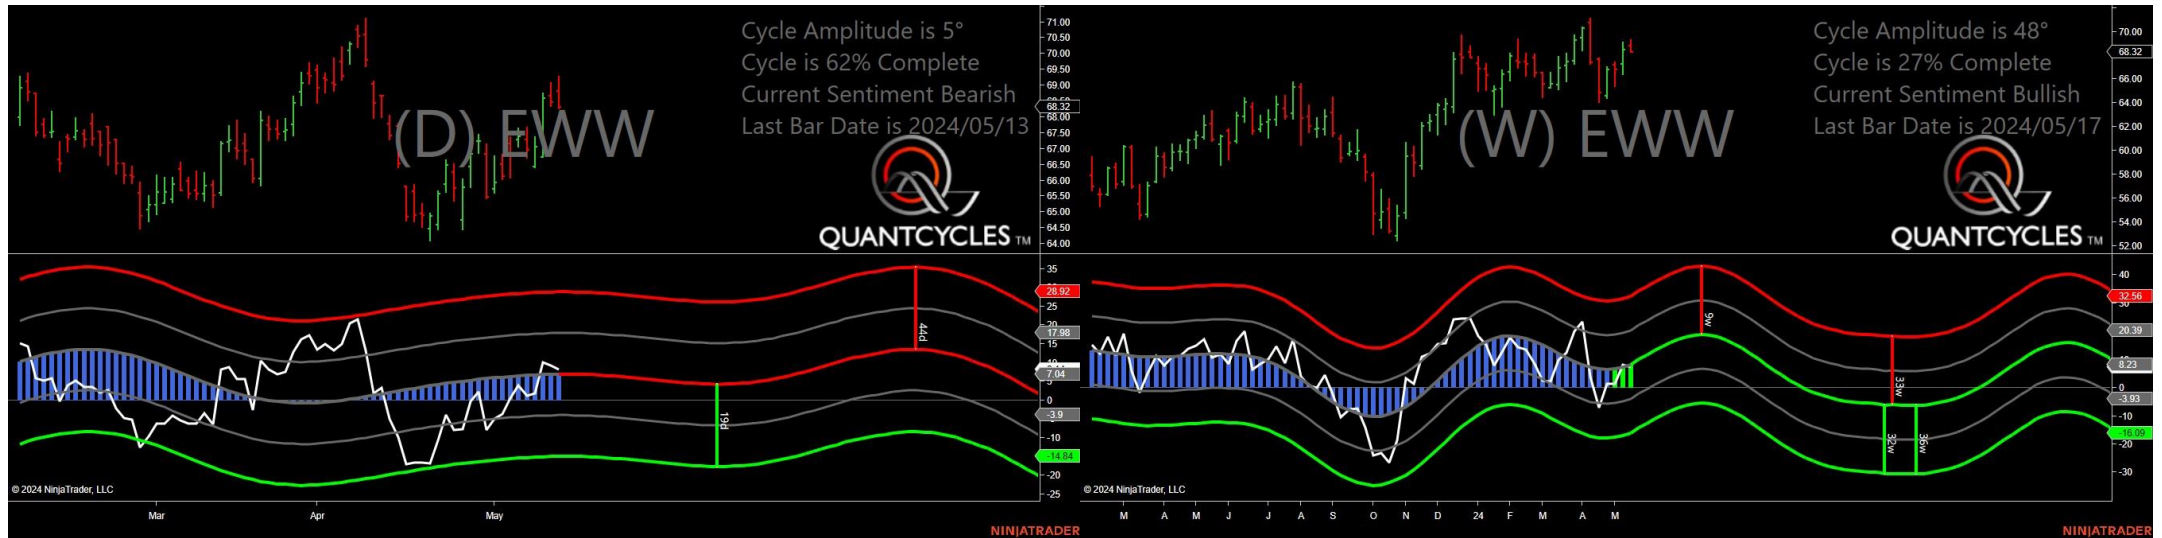 Cycle Amplitude is 5°
Cycle is 62% Complete
Current Sentiment Bearish
Last Bar Date is 2024/05/13
(D) EWW
QUANTCYCLES TM
71.00
70.50
70.00
69.50
69.00
68.32
68.00
67.50
67.00
66.50
66.00
65.50
65.00
64.50
64.00
35
28.92
25
20
17.98
15
7.04
5
0
-3.9
-10
-14.84
-20
-25
44d
19d
© 2024 NinjaTrader, LLC
Mar Apr May
NINJATRADER
Cycle Amplitude is 48°
Cycle is 27% Complete
Current Sentiment Bullish
Last Bar Date is 2024/05/17
(W) EWW
QUANTCYCLES TM
70.00
68.32
66.00
64.00
62.00
60.00
58.00
56.00
54.00
52.00
40
32.56
30
20.39
8.23
0
-3.93
-10
-16.09
-20
-30
9w
33w
32w
36w
© 2024 NinjaTrader, LLC
M A M J J A S O N D 24 F M A M
NINJATRADER